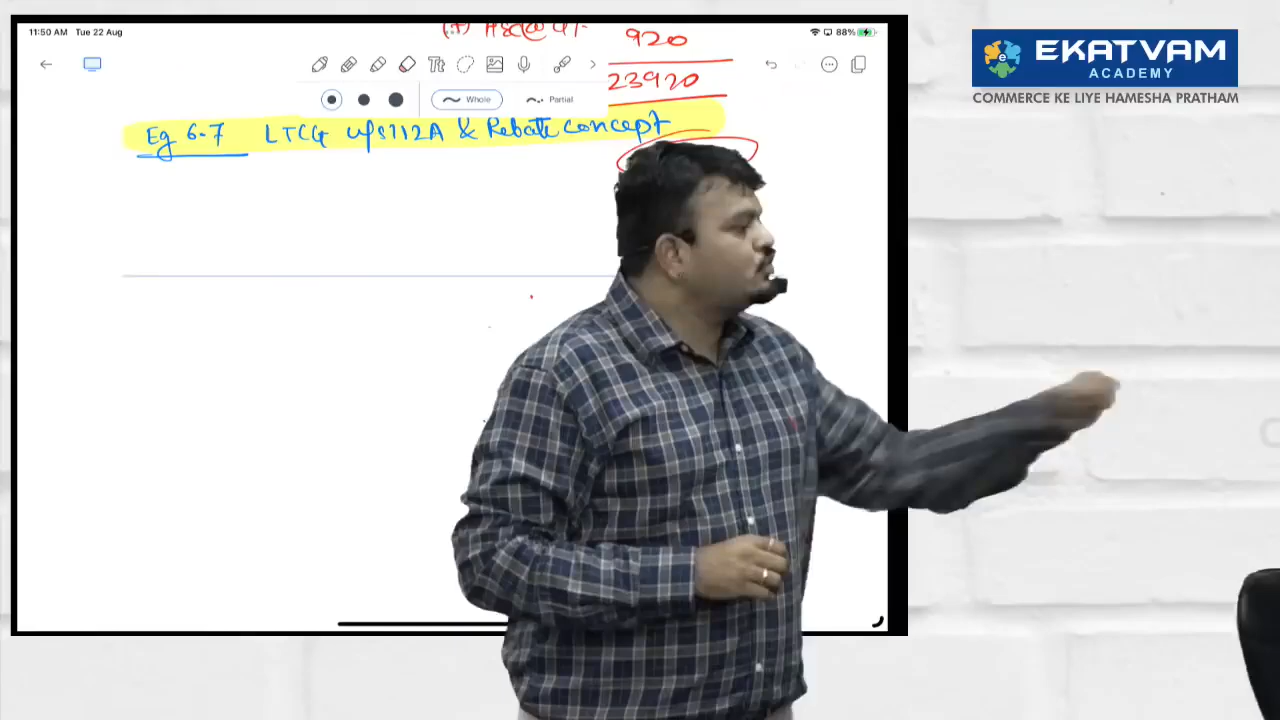 11:50 AM Tue 22 Aug
88%
920
23920
Whole
Partial
Eg 6.7 LTCG u/s 112A & Rebate concept
EKATVAM
ACADEMY
COMMERCE KE LIYE HAMESHA PRATHAM